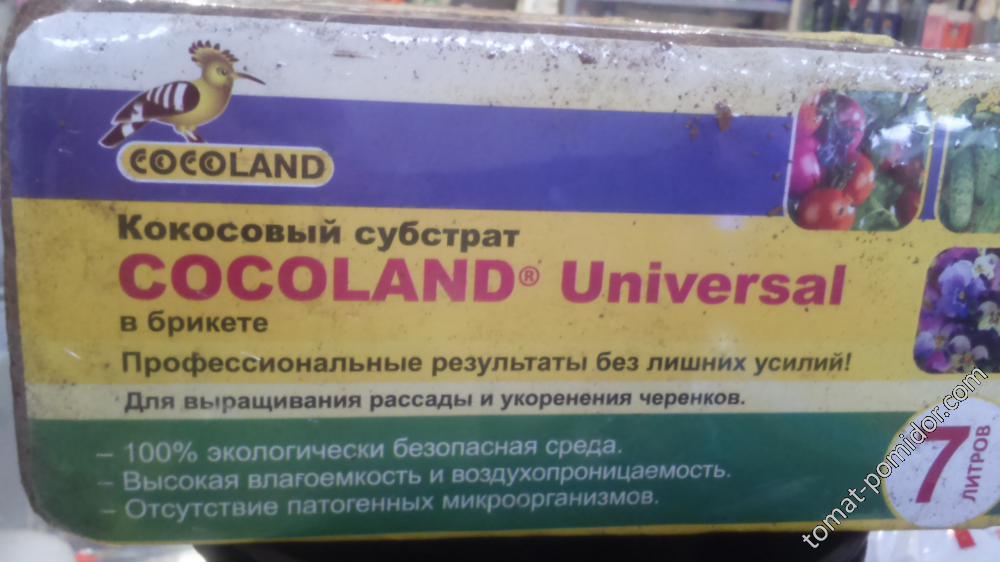 COCOLAND
Кокосовый субстрат
COCOLAND® Universal
в брикете
Профессиональные результаты без лишних усилий!
Для выращивания рассады и укоренения черенков.
– 100% экологически безопасная среда.
– Высокая влагоемкость и воздухопроницаемость.
– Отсутствие патогенных микроорганизмов.
7 ЛИТРОВ
tomat-pomidor.com